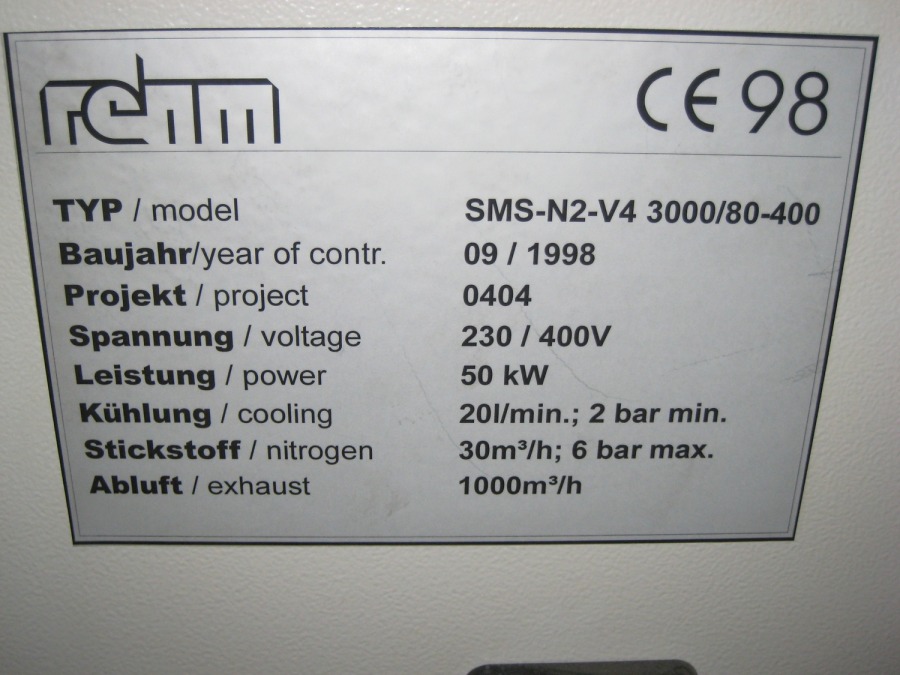 rehm CE 98
TYP / model SMS-N2-V4 3000/80-400
Baujahr/year of contr. 09 / 1998
Projekt / project 0404
Spannung / voltage 230 / 400V
Leistung / power 50 kW
Kühlung / cooling 20l/min.; 2 bar min.
Stickstoff / nitrogen 30m³/h; 6 bar max.
Abluft / exhaust 1000m³/h